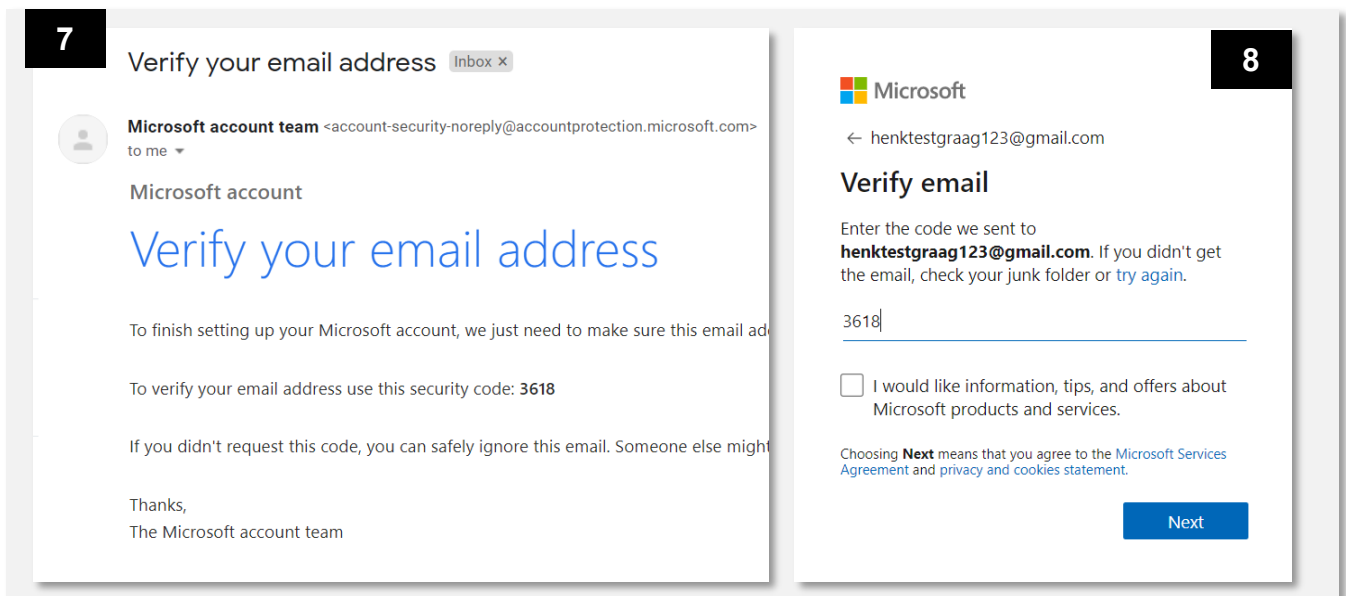 7
Verify your email address Inbox ×
Microsoft account team <account-security-noreply@accountprotection.microsoft.com>
to me
Microsoft account
Verify your email address
To finish setting up your Microsoft account, we just need to make sure this email ad
To verify your email address use this security code: 3618
If you didn't request this code, you can safely ignore this email. Someone else might
Thanks,
The Microsoft account team
8
Microsoft
← henktestgraag123@gmail.com
Verify email
Enter the code we sent to
henktestgraag123@gmail.com. If you didn't get
the email, check your junk folder or try again.
3618
I would like information, tips, and offers about
Microsoft products and services.
Choosing Next means that you agree to the Microsoft Services
Agreement and privacy and cookies statement.
Next